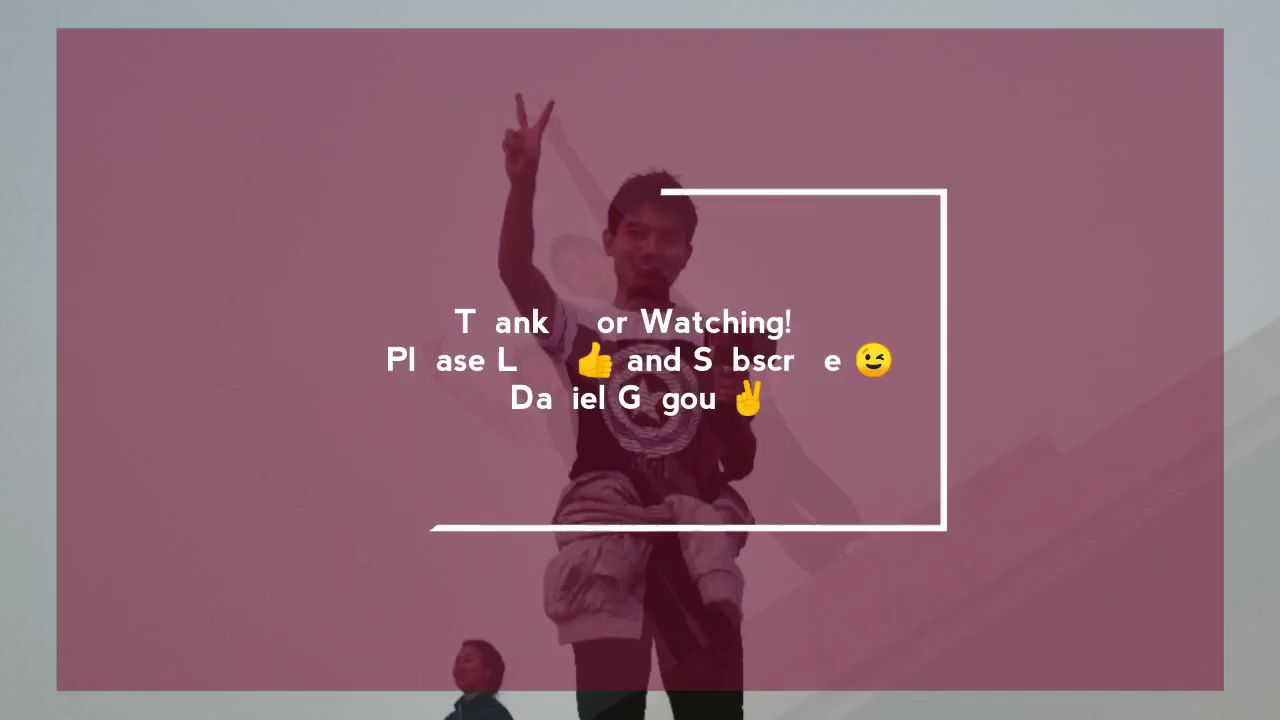 T ank or Watching!
Pl ase L 👍 and S bscr e 😉
Da iel G gou ✌